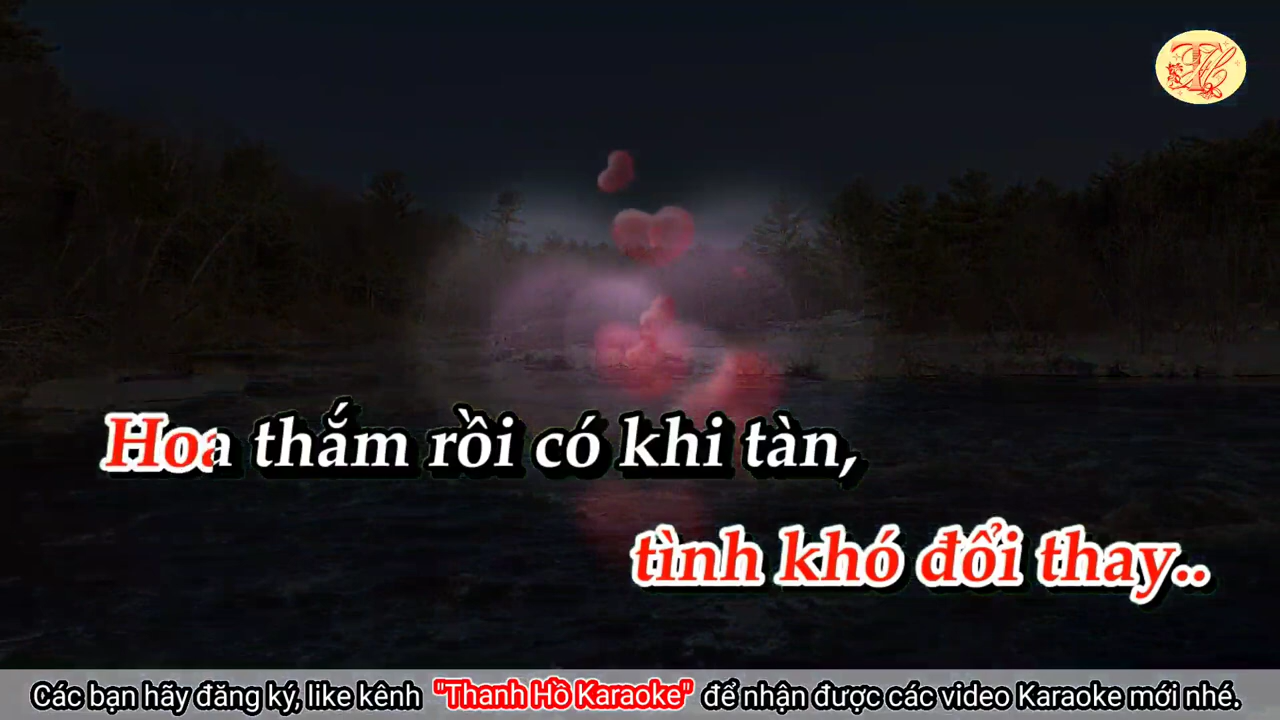 Hoa thắm rồi có khi tàn,
tình khó đổi thay..
Các bạn hãy đăng ký, like kênh "Thanh Hồ Karaoke" để nhận được các video Karaoke mới nhé.